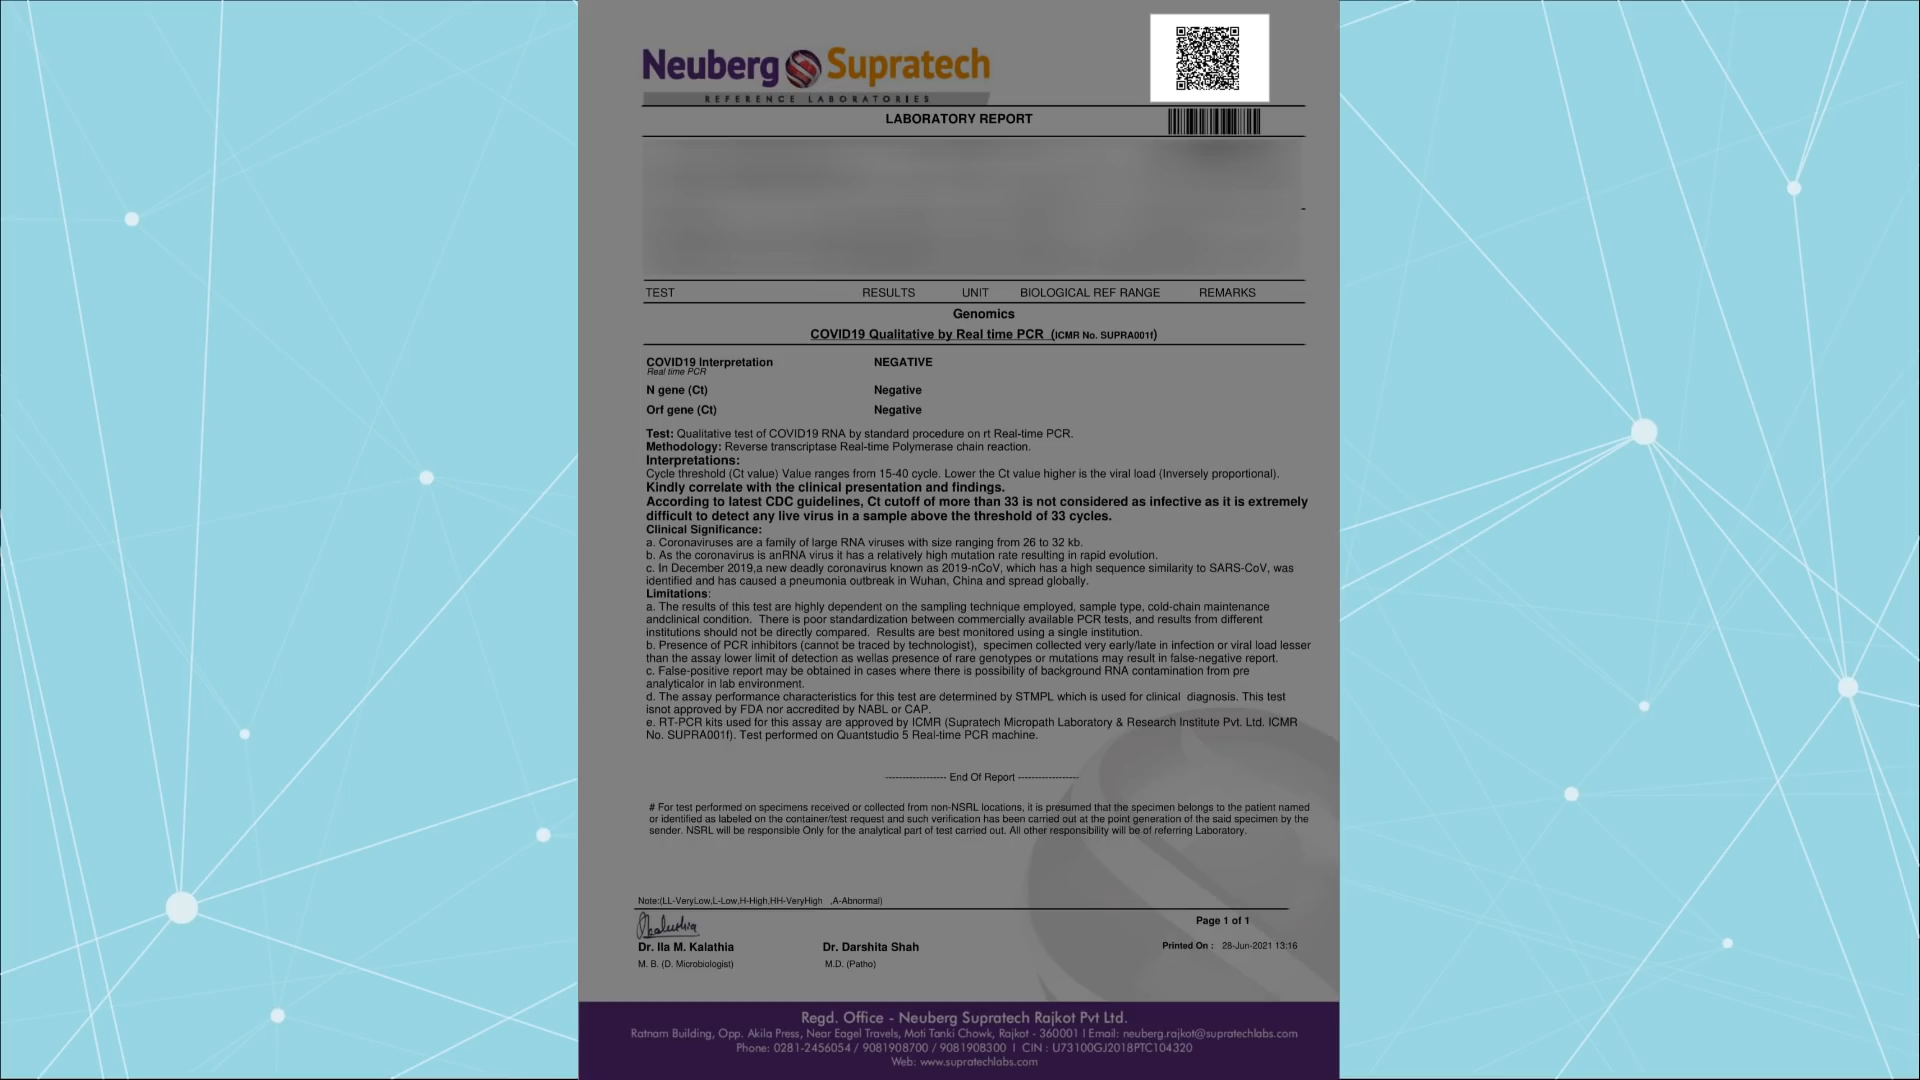 Neuberg Supratech
REFERENCE LABORATORIES
LABORATORY REPORT
TEST RESULTS UNIT BIOLOGICAL REF RANGE REMARKS
Genomics
COVID19 Qualitative by Real time PCR (ICMR No. SUPRA001f)
COVID19 Interpretation NEGATIVE
Real time PCR
N gene (Ct) Negative
Orf gene (Ct) Negative
Test: Qualitative test of COVID19 RNA by standard procedure on rt Real-time PCR.
Methodology: Reverse transcriptase Real-time Polymerase chain reaction.
Interpretations:
Cycle threshold (Ct value) Value ranges from 15-40 cycle. Lower the Ct value higher is the viral load (Inversely proportional).
Kindly correlate with the clinical presentation and findings.
According to latest CDC guidelines, Ct cutoff of more than 33 is not considered as infective as it is extremely
difficult to detect any live virus in a sample above the threshold of 33 cycles.
Clinical Significance:
a. Coronaviruses are a family of large RNA viruses with size ranging from 26 to 32 kb.
b. As the coronavirus is anRNA virus it has a relatively high mutation rate resulting in rapid evolution.
c. In December 2019,a new deadly coronavirus known as 2019-nCoV, which has a high sequence similarity to SARS-CoV, was
identified and has caused a pneumonia outbreak in Wuhan, China and spread globally.
Limitations:
a. The results of this test are highly dependent on the sampling technique employed, sample type, cold-chain maintenance
andclinical condition. There is poor standardization between commercially available PCR tests, and results from different
institutions should not be directly compared. Results are best monitored using a single institution.
b. Presence of PCR inhibitors (cannot be traced by technologist), specimen collected very early/late in infection or viral load lesser
than the assay lower limit of detection as wellas presence of rare genotypes or mutations may result in false-negative report.
c. False-positive report may be obtained in cases where there is possibility of background RNA contamination from pre
analyticalor in lab environment.
d. The assay performance characteristics for this test are determined by STMPL which is used for clinical diagnosis. This test
isnot approved by FDA nor accredited by NABL or CAP.
e. RT-PCR kits used for this assay are approved by ICMR (Supratech Micropath Laboratory & Research Institute Pvt. Ltd. ICMR
No. SUPRA001f). Test performed on Quantstudio 5 Real-time PCR machine.
------------------ End Of Report ------------------
# For test performed on specimens received or collected from non-NSRL locations, it is presumed that the specimen belongs to the patient named
or identified as labeled on the container/test request and such verification has been carried out at the point generation of the said specimen by the
sender. NSRL will be responsible Only for the analytical part of test carried out. All other responsibility will be of referring Laboratory.
Note:(LL-VeryLow,L-Low,H-High,HH-VeryHigh ,A-Abnormal)
Page 1 of 1
Dr. Ila M. Kalathia Dr. Darshita Shah Printed On : 28-Jun-2021 13:16
M. B. (D. Microbiologist) M.D. (Patho)
Regd. Office - Neuberg Supratech Rajkot Pvt Ltd.
Ratnam Building, Opp. Akila Press, Near Eagel Travels, Moti Tanki Chowk, Rajkot - 360001 | Email: neuberg.rajkot@supratechlabs.com
Phone: 0281-2456054 / 9081908700 / 9081908300 | CIN : U73100GJ2018PTC104320
Web: www.supratechlabs.com